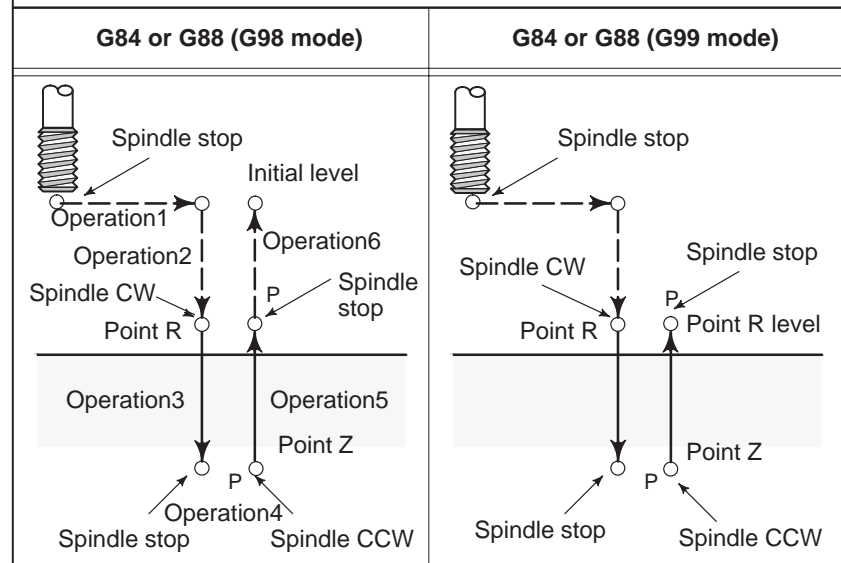 G84 or G88 (G98 mode)
Spindle stop
Initial level
Operation1
Operation2
Operation6
Spindle CW
P
Spindle
stop
Point R
Operation3
Operation5
Point Z
P
Operation4
Spindle stop
Spindle CCW
G84 or G88 (G99 mode)
Spindle stop
Spindle CW
Spindle stop
P
Point R
Point R level
Point Z
P
Spindle stop
Spindle CCW